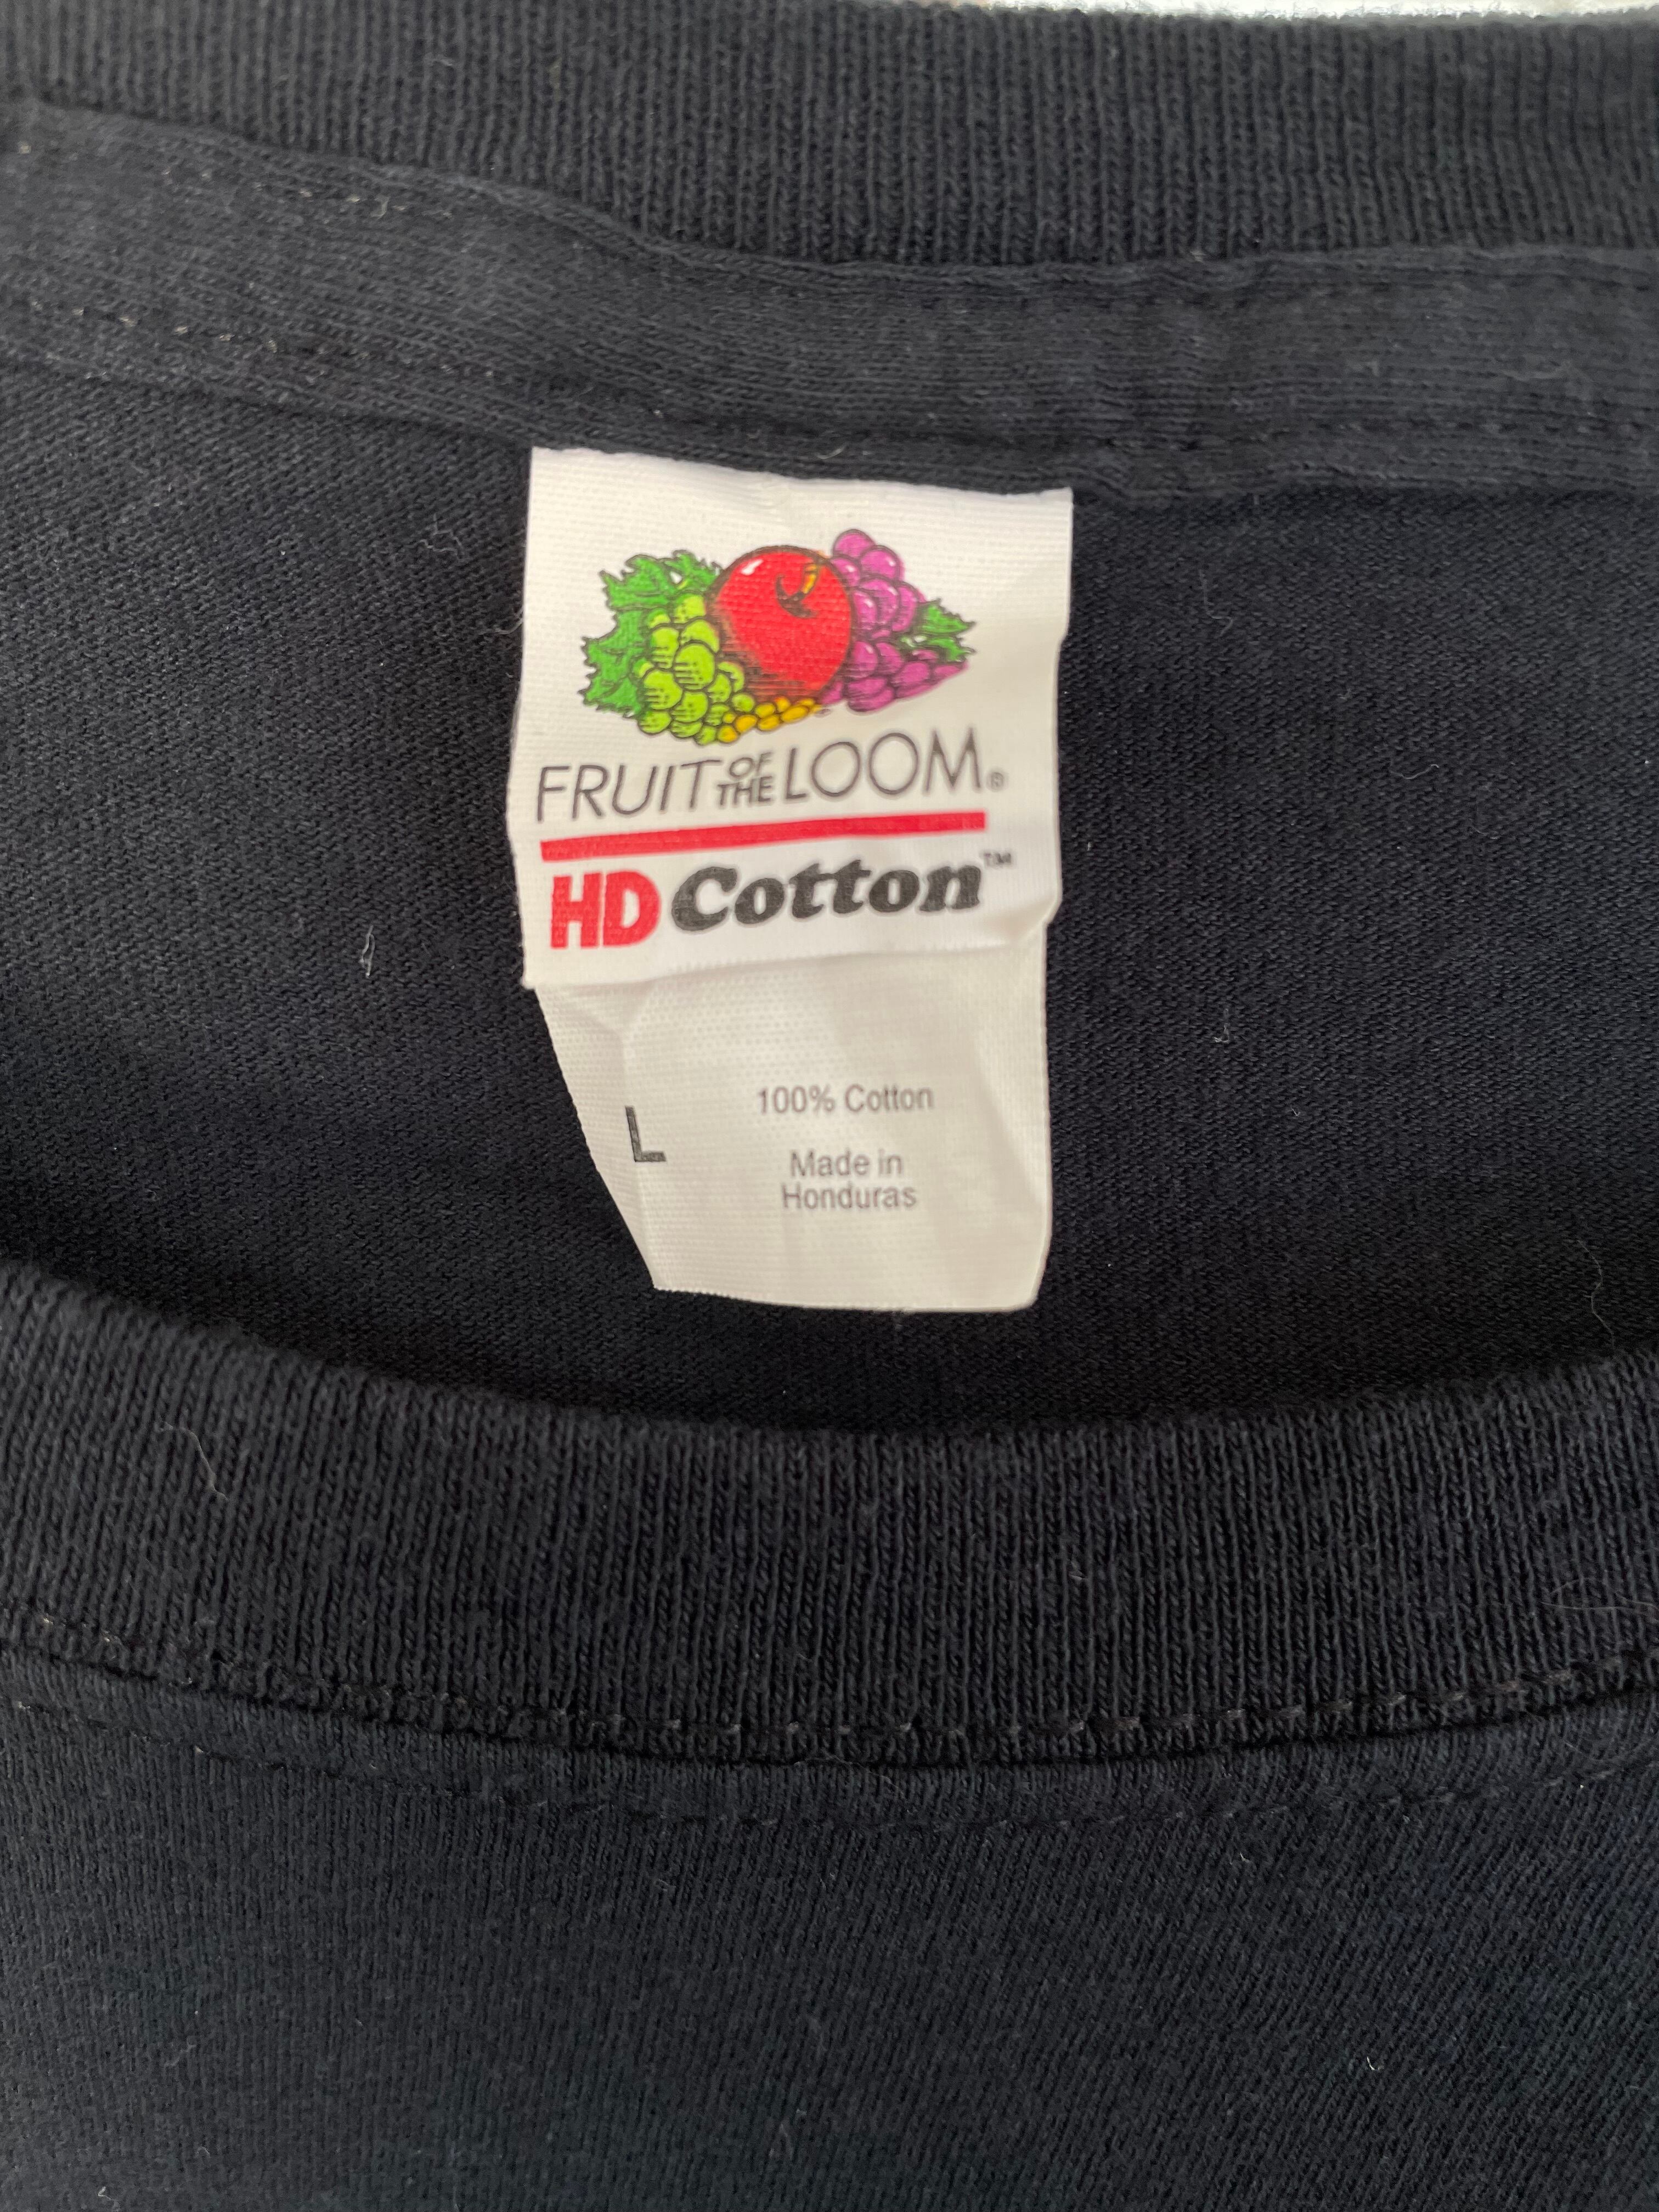 FRUIT OF THE LOOM®
HD Cotton™
L
100% Cotton
Made in
Honduras